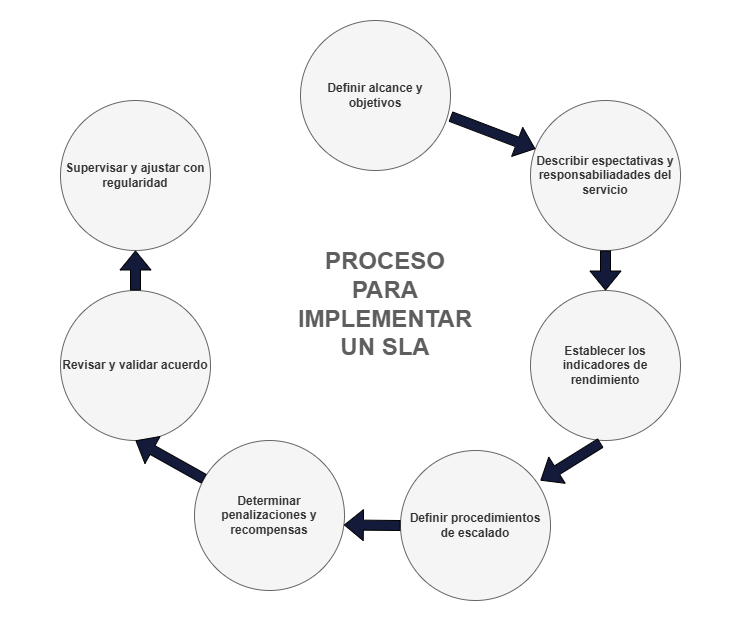 Definir alcance y
objetivos
Describir espectativas y
responsabiliadades del
servicio
Establecer los
indicadores de
rendimiento
Definir procedimientos
de escalado
Determinar
penalizaciones y
recompensas
Revisar y validar acuerdo
Supervisar y ajustar con
regularidad
PROCESO
PARA
IMPLEMENTAR
UN SLA